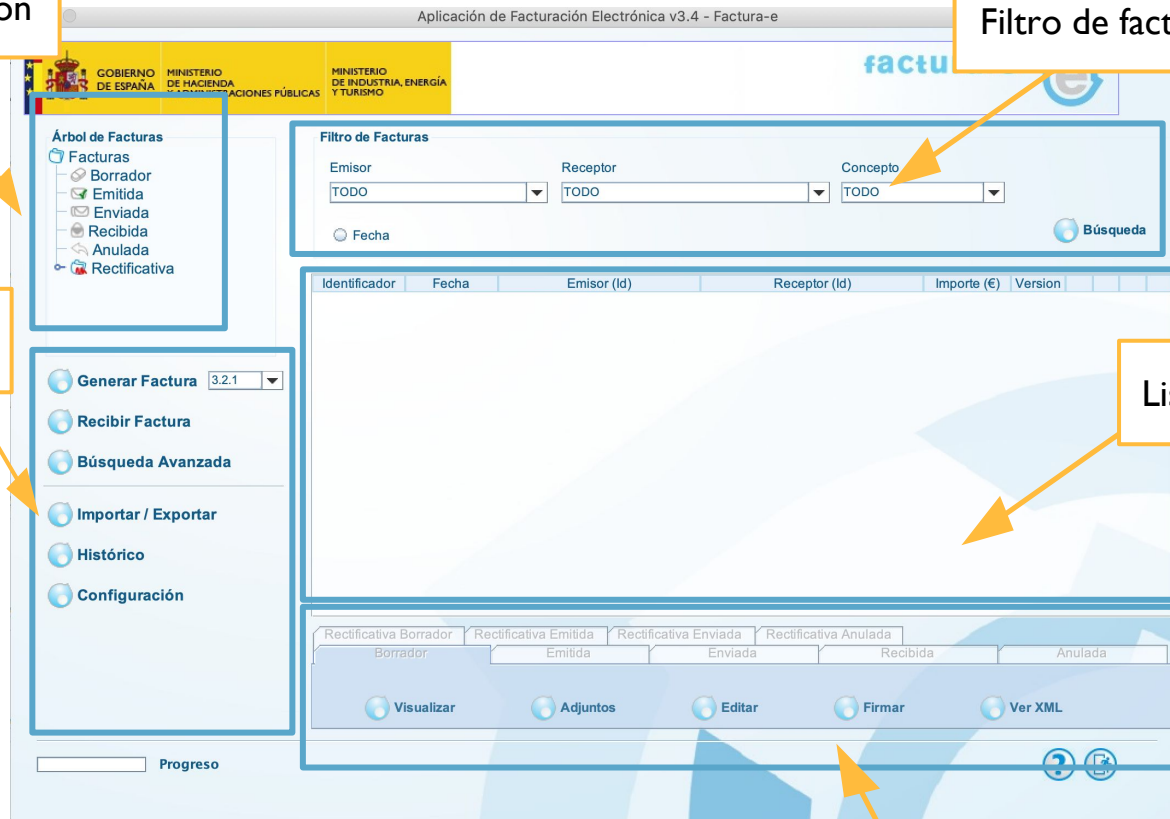 Aplicación de Facturación Electrónica v3.4 - Factura-e
Filtro de
GOBIERNO DE ESPAÑA
MINISTERIO DE HACIENDA Y ADMINISTRACIONES PÚBLICAS
MINISTERIO DE INDUSTRIA, ENERGÍA Y TURISMO
Árbol de Facturas
Facturas
Borrador
Emitida
Enviada
Recibida
Anulada
Rectificativa
Filtro de Facturas
Emisor Receptor Concepto
TODO TODO TODO
Fecha
Búsqueda
Identificador Fecha Emisor (Id) Receptor (Id) Importe (€) Version
Generar Factura 3.2.1
Recibir Factura
Búsqueda Avanzada
Importar / Exportar
Histórico
Configuración
Rectificativa Borrador Rectificativa Emitida Rectificativa Enviada Rectificativa Anulada
Borrador Emitida Enviada Recibida Anulada
Visualizar Adjuntos Editar Firmar Ver XML
Progreso